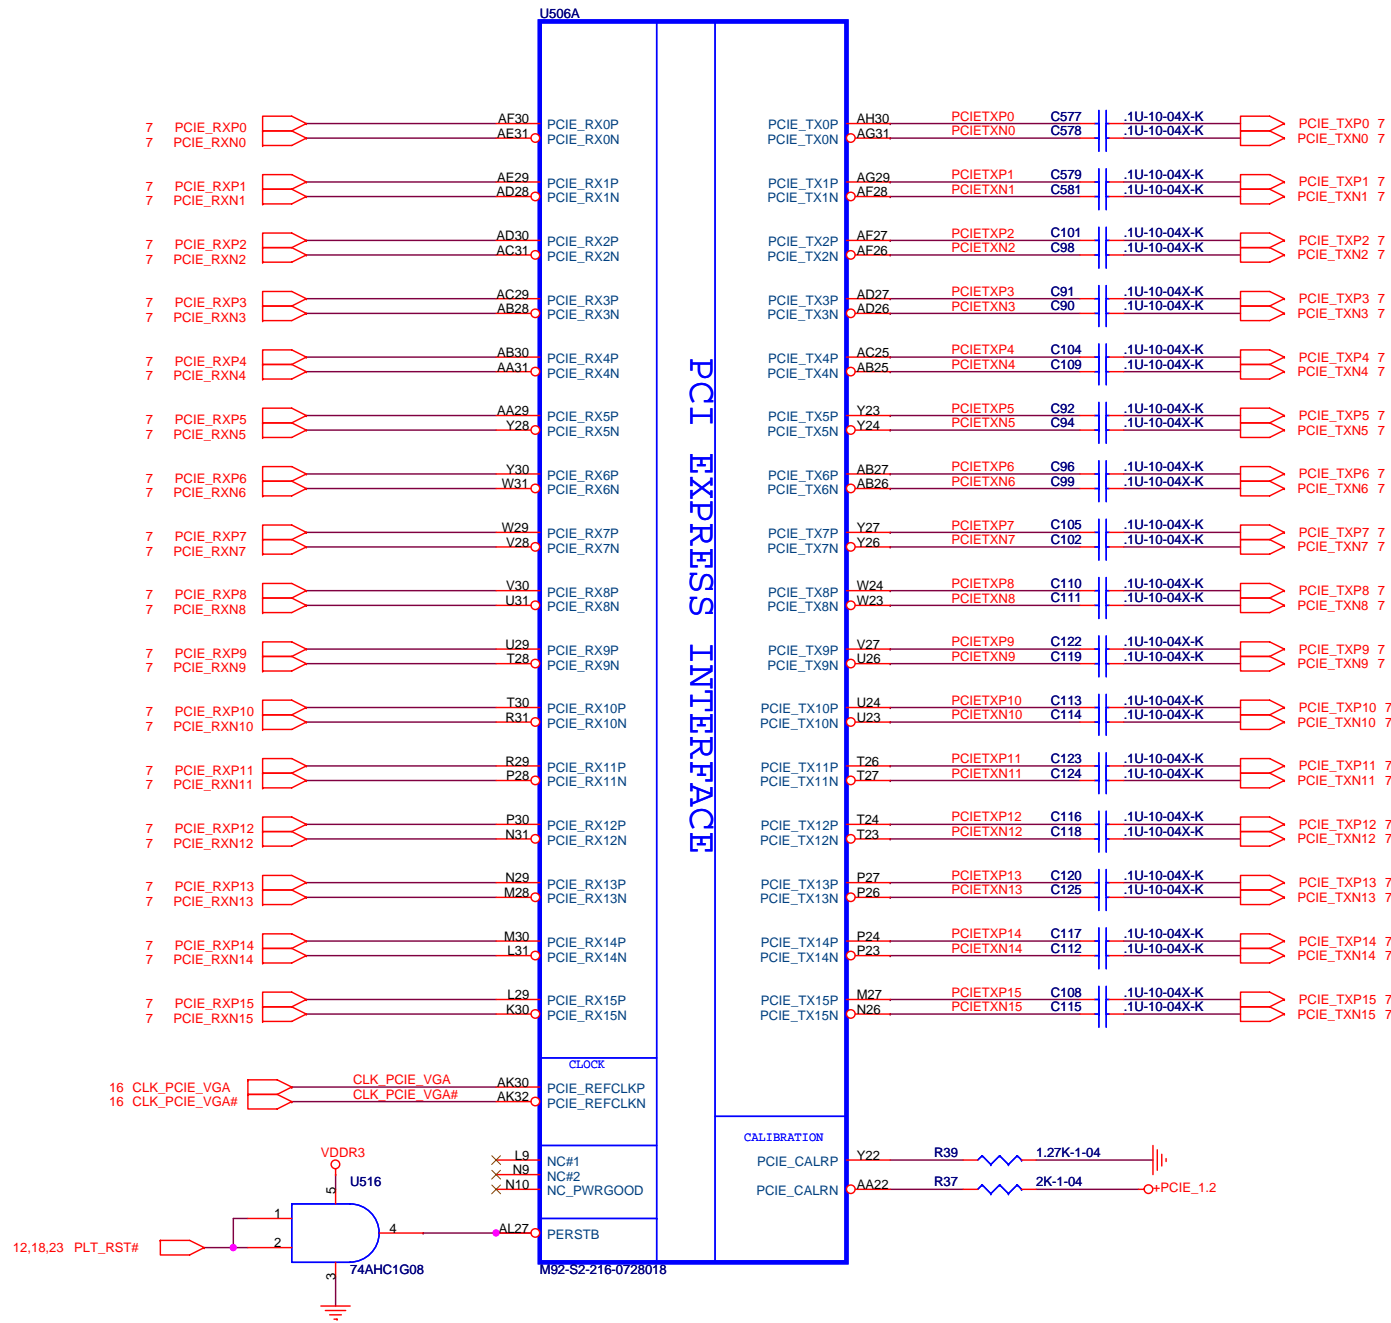 U506A
7 PCIE_RXP0 AF30 PCIE_RX0P PCIE_TX0P AH30 PCIETXP0 C577 .1U-10-04X-K PCIE_TXP0 7
7 PCIE_RXN0 AE31 PCIE_RX0N PCIE_TX0N AG31 PCIETXN0 C578 .1U-10-04X-K PCIE_TXN0 7
7 PCIE_RXP1 AE29 PCIE_RX1P PCIE_TX1P AG29 PCIETXP1 C579 .1U-10-04X-K PCIE_TXP1 7
7 PCIE_RXN1 AD28 PCIE_RX1N PCIE_TX1N AF28 PCIETXN1 C581 .1U-10-04X-K PCIE_TXN1 7
7 PCIE_RXP2 AD30 PCIE_RX2P PCIE_TX2P AF27 PCIETXP2 C101 .1U-10-04X-K PCIE_TXP2 7
7 PCIE_RXN2 AC31 PCIE_RX2N PCIE_TX2N AF26 PCIETXN2 C98 .1U-10-04X-K PCIE_TXN2 7
7 PCIE_RXP3 AC29 PCIE_RX3P PCIE_TX3P AD27 PCIETXP3 C91 .1U-10-04X-K PCIE_TXP3 7
7 PCIE_RXN3 AB28 PCIE_RX3N PCIE_TX3N AD26 PCIETXN3 C90 .1U-10-04X-K PCIE_TXN3 7
7 PCIE_RXP4 AB30 PCIE_RX4P PCIE_TX4P AC25 PCIETXP4 C104 .1U-10-04X-K PCIE_TXP4 7
7 PCIE_RXN4 AA31 PCIE_RX4N PCIE_TX4N AB25 PCIETXN4 C109 .1U-10-04X-K PCIE_TXN4 7
7 PCIE_RXP5 AA29 PCIE_RX5P PCIE_TX5P Y23 PCIETXP5 C92 .1U-10-04X-K PCIE_TXP5 7
7 PCIE_RXN5 Y28 PCIE_RX5N PCIE_TX5N Y24 PCIETXN5 C94 .1U-10-04X-K PCIE_TXN5 7
7 PCIE_RXP6 Y30 PCIE_RX6P PCIE_TX6P AB27 PCIETXP6 C96 .1U-10-04X-K PCIE_TXP6 7
7 PCIE_RXN6 W31 PCIE_RX6N PCIE_TX6N AB26 PCIETXN6 C99 .1U-10-04X-K PCIE_TXN6 7
7 PCIE_RXP7 W29 PCIE_RX7P PCIE_TX7P Y27 PCIETXP7 C105 .1U-10-04X-K PCIE_TXP7 7
7 PCIE_RXN7 V28 PCIE_RX7N PCIE_TX7N Y26 PCIETXN7 C102 .1U-10-04X-K PCIE_TXN7 7
7 PCIE_RXP8 V30 PCIE_RX8P PCIE_TX8P W24 PCIETXP8 C110 .1U-10-04X-K PCIE_TXP8 7
7 PCIE_RXN8 U31 PCIE_RX8N PCIE_TX8N W23 PCIETXN8 C111 .1U-10-04X-K PCIE_TXN8 7
7 PCIE_RXP9 U29 PCIE_RX9P PCIE_TX9P V27 PCIETXP9 C122 .1U-10-04X-K PCIE_TXP9 7
7 PCIE_RXN9 T28 PCIE_RX9N PCIE_TX9N U26 PCIETXN9 C119 .1U-10-04X-K PCIE_TXN9 7
7 PCIE_RXP10 T30 PCIE_RX10P PCIE_TX10P U24 PCIETXP10 C113 .1U-10-04X-K PCIE_TXP10 7
7 PCIE_RXN10 R31 PCIE_RX10N PCIE_TX10N U23 PCIETXN10 C114 .1U-10-04X-K PCIE_TXN10 7
7 PCIE_RXP11 R29 PCIE_RX11P PCIE_TX11P T26 PCIETXP11 C123 .1U-10-04X-K PCIE_TXP11 7
7 PCIE_RXN11 P28 PCIE_RX11N PCIE_TX11N T27 PCIETXN11 C124 .1U-10-04X-K PCIE_TXN11 7
7 PCIE_RXP12 P30 PCIE_RX12P PCIE_TX12P T24 PCIETXP12 C116 .1U-10-04X-K PCIE_TXP12 7
7 PCIE_RXN12 N31 PCIE_RX12N PCIE_TX12N T23 PCIETXN12 C118 .1U-10-04X-K PCIE_TXN12 7
7 PCIE_RXP13 N29 PCIE_RX13P PCIE_TX13P P27 PCIETXP13 C120 .1U-10-04X-K PCIE_TXP13 7
7 PCIE_RXN13 M28 PCIE_RX13N PCIE_TX13N P26 PCIETXN13 C125 .1U-10-04X-K PCIE_TXN13 7
7 PCIE_RXP14 M30 PCIE_RX14P PCIE_TX14P P24 PCIETXP14 C117 .1U-10-04X-K PCIE_TXP14 7
7 PCIE_RXN14 L31 PCIE_RX14N PCIE_TX14N P23 PCIETXN14 C112 .1U-10-04X-K PCIE_TXN14 7
7 PCIE_RXP15 L29 PCIE_RX15P PCIE_TX15P M27 PCIETXP15 C108 .1U-10-04X-K PCIE_TXP15 7
7 PCIE_RXN15 K30 PCIE_RX15N PCIE_TX15N N26 PCIETXN15 C115 .1U-10-04X-K PCIE_TXN15 7
PCI EXPRESS INTERFACE
CLOCK
16 CLK_PCIE_VGA CLK_PCIE_VGA AK30 PCIE_REFCLKP
16 CLK_PCIE_VGA# CLK_PCIE_VGA# AK32 PCIE_REFCLKN
CALIBRATION
L9 NC#1 PCIE_CALRP Y22 R39 1.27K-1-04
N9 NC#2
N10 NC_PWRGOOD PCIE_CALRN AA22 R37 2K-1-04 +PCIE_1.2
VDDR3
5 U516
1
12,18,23 PLT_RST# 2 4 AL27 PERSTB
3 74AHC1G08
M92-S2-216-0728018